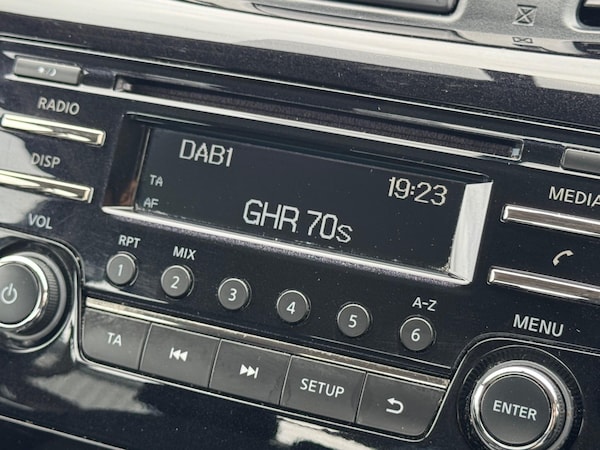 RADIO
DISP
VOL
DAB1
TA
AF
19:23
GHR 70s
MEDIA
MENU
RPT
MIX
A-Z
1
2
3
4
5
6
TA
SETUP
ENTER